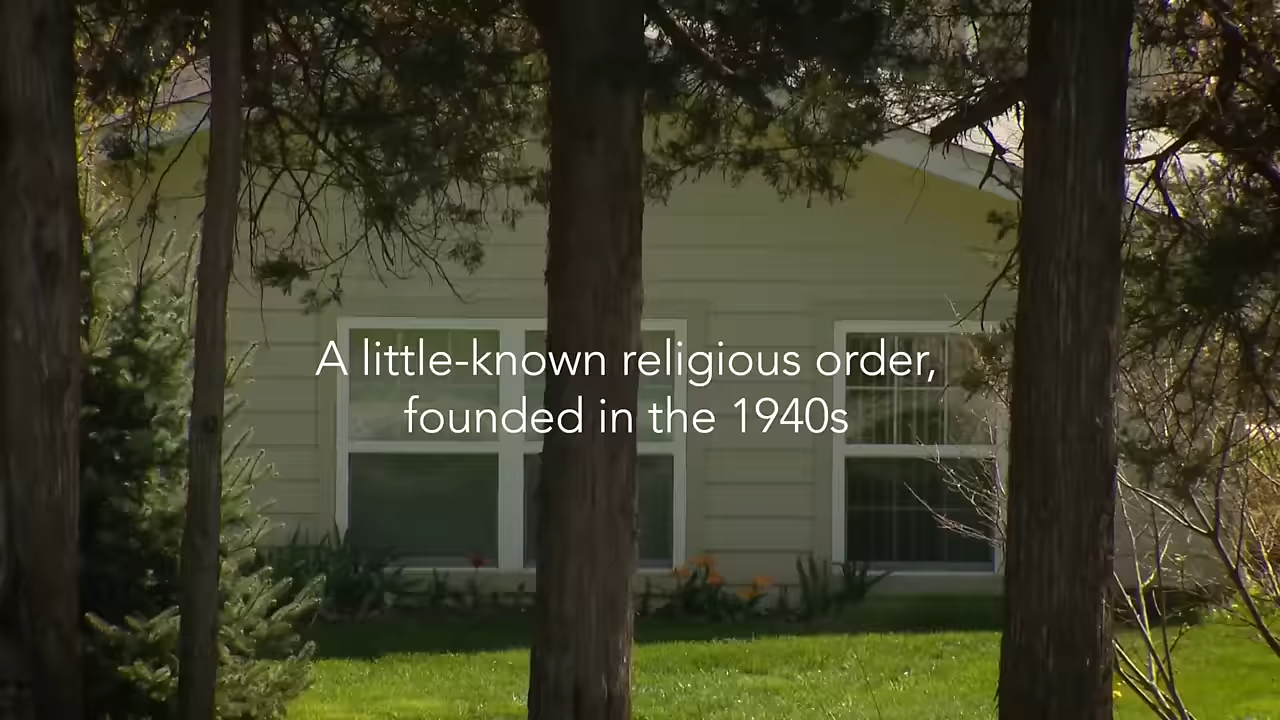 A little-known religious order,
founded in the 1940s